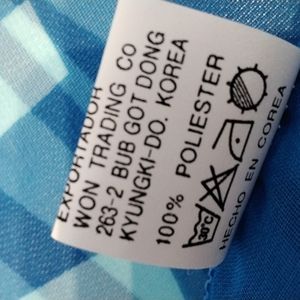 EXPORTADOR
WON TRADING CO
263-2 BUB GOT DONG
KYUNGKI-DO. KOREA
100% POLIESTER
30°C
HECHO EN COREA